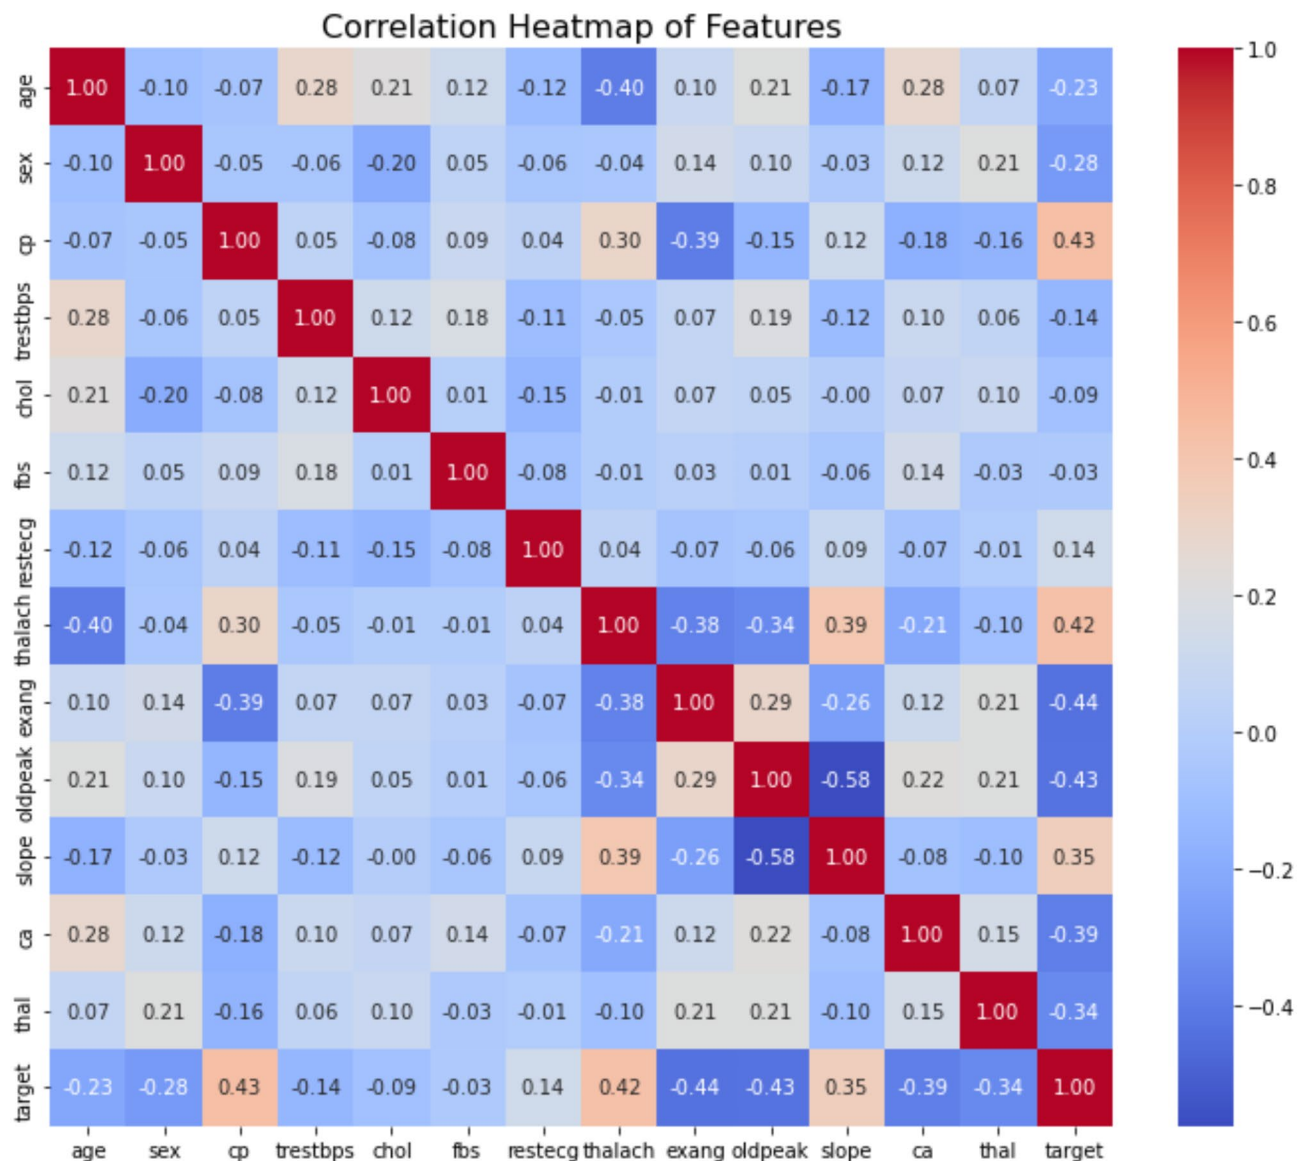 Correlation Heatmap of Features
age 1.00 -0.10 -0.07 0.28 0.21 0.12 -0.12 -0.40 0.10 0.21 -0.17 0.28 0.07 -0.23
sex -0.10 1.00 -0.05 -0.06 -0.20 0.05 -0.06 -0.04 0.14 0.10 -0.03 0.12 0.21 -0.28
cp -0.07 -0.05 1.00 0.05 -0.08 0.09 0.04 0.30 -0.39 -0.15 0.12 -0.18 -0.16 0.43
trestbps 0.28 -0.06 0.05 1.00 0.12 0.18 -0.11 -0.05 0.07 0.19 -0.12 0.10 0.06 -0.14
chol 0.21 -0.20 -0.08 0.12 1.00 0.01 -0.15 -0.01 0.07 0.05 -0.00 0.07 0.10 -0.09
fbs 0.12 0.05 0.09 0.18 0.01 1.00 -0.08 -0.01 0.03 0.01 -0.06 0.14 -0.03 -0.03
restecg -0.12 -0.06 0.04 -0.11 -0.15 -0.08 1.00 0.04 -0.07 -0.06 0.09 -0.07 -0.01 0.14
thalach -0.40 -0.04 0.30 -0.05 -0.01 -0.01 0.04 1.00 -0.38 -0.34 0.39 -0.21 -0.10 0.42
exang 0.10 0.14 -0.39 0.07 0.07 0.03 -0.07 -0.38 1.00 0.29 -0.26 0.12 0.21 -0.44
oldpeak 0.21 0.10 -0.15 0.19 0.05 0.01 -0.06 -0.34 0.29 1.00 -0.58 0.22 0.21 -0.43
slope -0.17 -0.03 0.12 -0.12 -0.00 -0.06 0.09 0.39 -0.26 -0.58 1.00 -0.08 -0.10 0.35
ca 0.28 0.12 -0.18 0.10 0.07 0.14 -0.07 -0.21 0.12 0.22 -0.08 1.00 0.15 -0.39
thal 0.07 0.21 -0.16 0.06 0.10 -0.03 -0.01 -0.10 0.21 0.21 -0.10 0.15 1.00 -0.34
target -0.23 -0.28 0.43 -0.14 -0.09 -0.03 0.14 0.42 -0.44 -0.43 0.35 -0.39 -0.34 1.00
age sex cp trestbps chol fbs restecg thalach exang oldpeak slope ca thal target
1.0
0.8
0.6
0.4
0.2
0.0
−0.2
−0.4